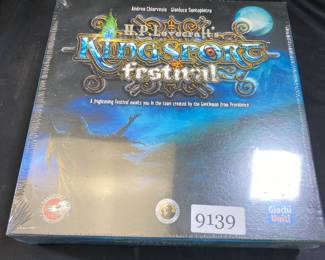 Andrea Chiarvesio Gianluca Santopietro
H.P. Lovecraft's
Kingsport
festival
A frightening Festival awaits you in the town created by the Gentleman from Providence
9139
Giochi
Uniti